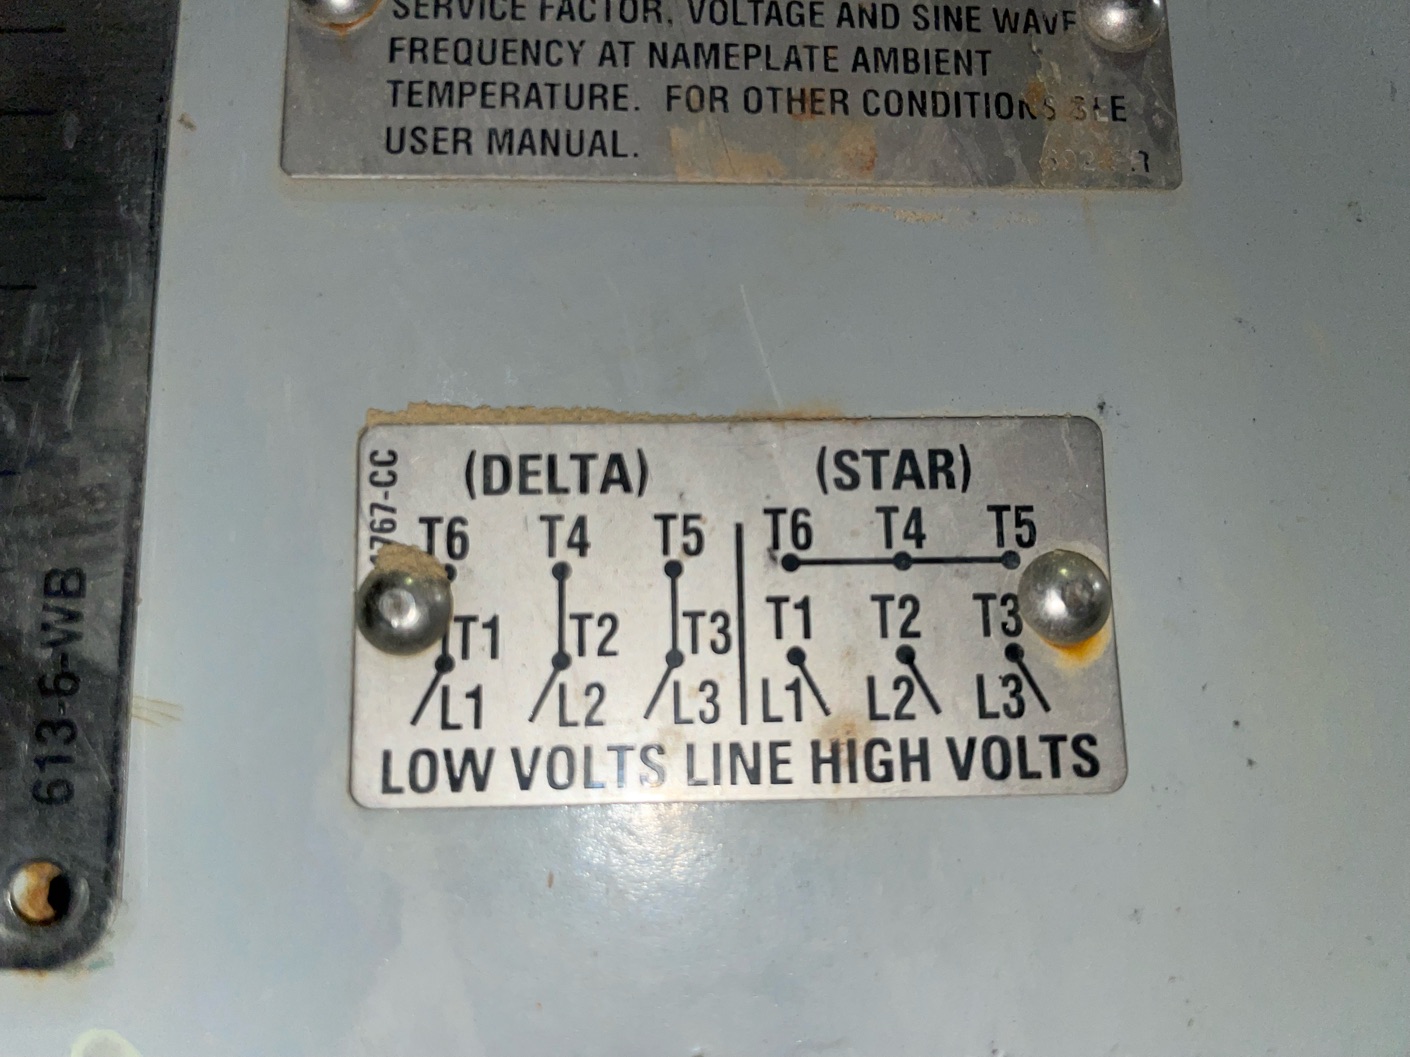 SERVICE FACTOR, VOLTAGE AND SINE WAVE
FREQUENCY AT NAMEPLATE AMBIENT
TEMPERATURE. FOR OTHER CONDITIONS SEE
USER MANUAL.
613-6-WB
767-CC
(DELTA) (STAR)
T6 T4 T5 T6 T4 T5
T1 T2 T3 T1 T2 T3
L1 L2 L3 L1 L2 L3
LOW VOLTS LINE HIGH VOLTS